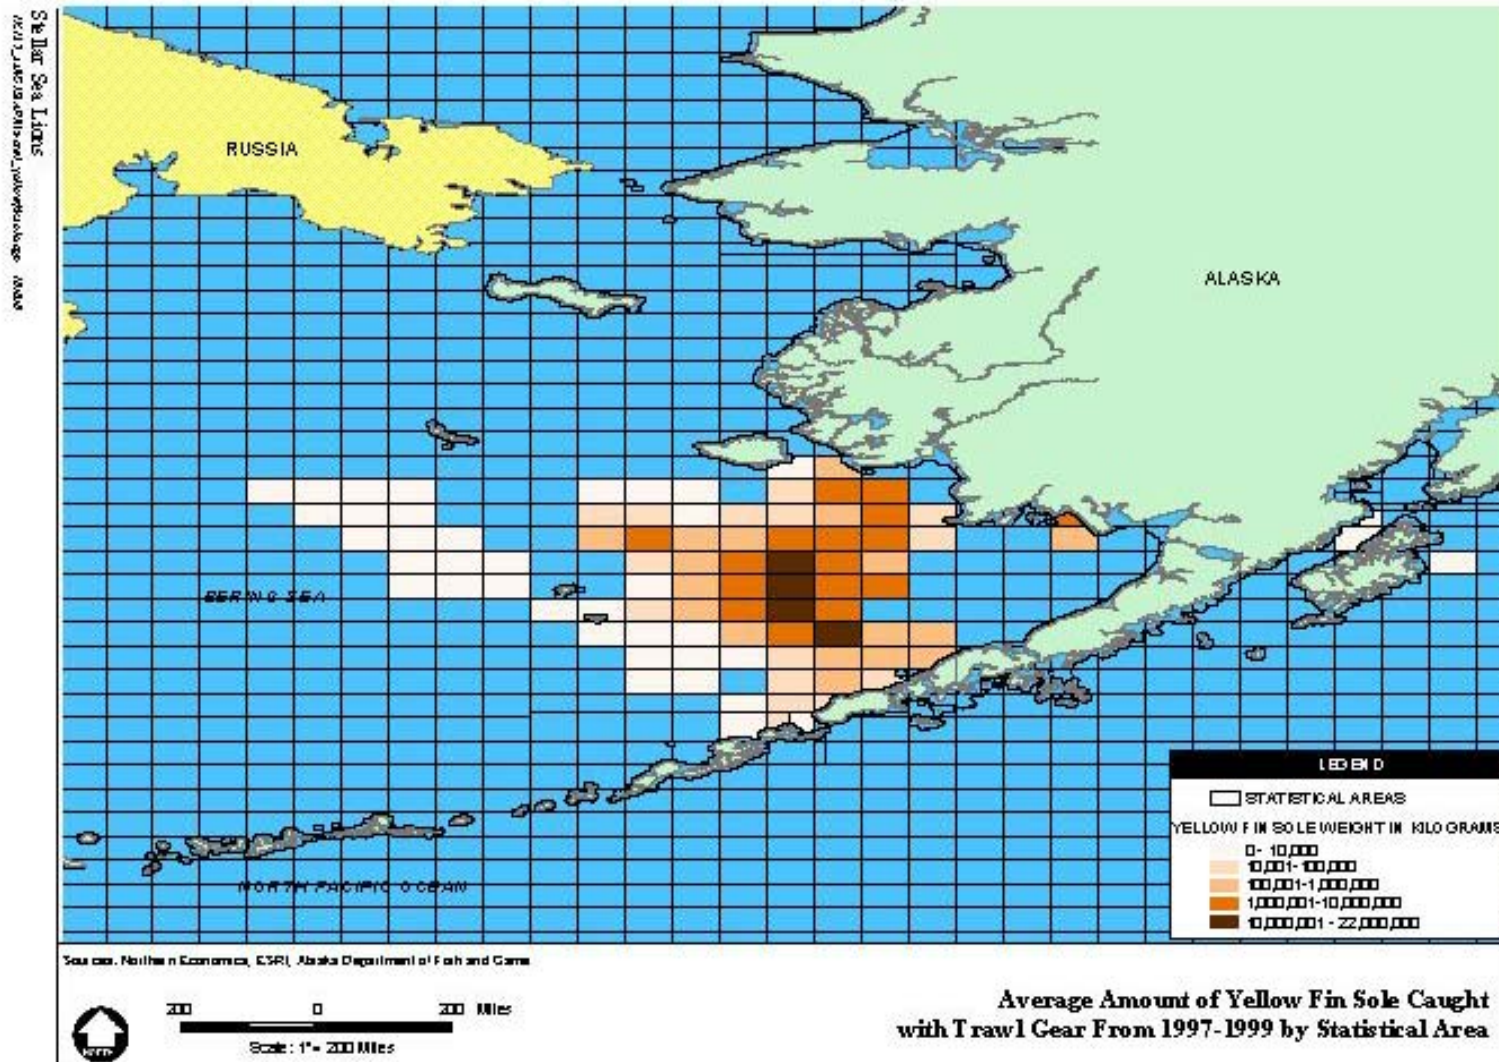 Stellar Sea Lions
RUSSIA
ALASKA
BERING SEA
NORTH PACIFIC OCEAN
LEGEND
STATISTICAL AREAS
YELLOW FIN SOLE WEIGHT IN KILOGRAMS
0 - 10,000
10,001-100,000
100,001-1,000,000
1,000,001-10,000,000
10,000,001 - 22,000,000
Sources: Northern Economics, ESRI, Alaska Department of Fish and Game
200 0 200 Miles
Scale: 1" = 200 Miles
NORTH
Average Amount of Yellow Fin Sole Caught
with Trawl Gear From 1997-1999 by Statistical Area